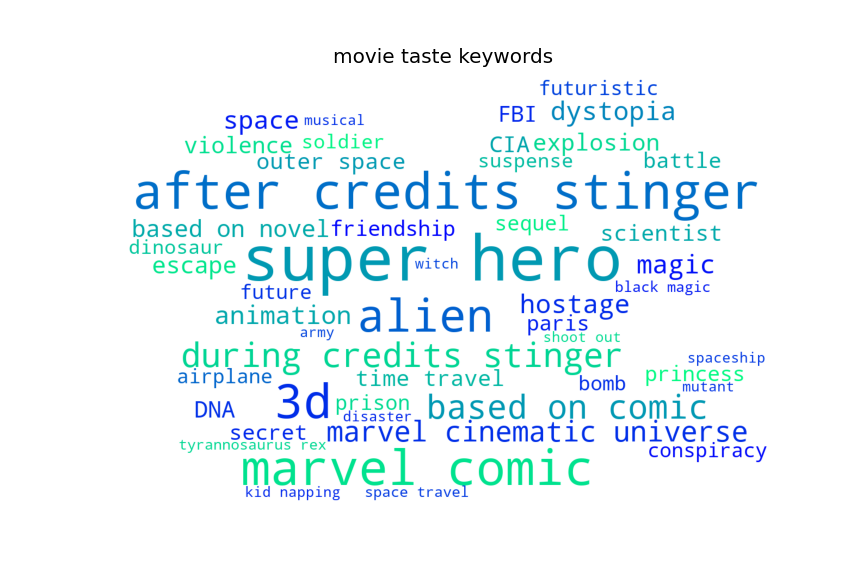 movie taste keywords
futuristic
space musical FBI dystopia
violence soldier CIA explosion
outer space suspense battle
after credits stinger
based on novel friendship sequel scientist
dinosaur super witch hero
escape magic
future black magic
animation alien hostage
army paris
shoot out
during credits stinger spaceship
airplane time travel bomb princess
mutant
DNA 3d prison based on comic
disaster
secret marvel cinematic universe
tyrannosaurus rex conspiracy
marvel comic
kid napping space travel